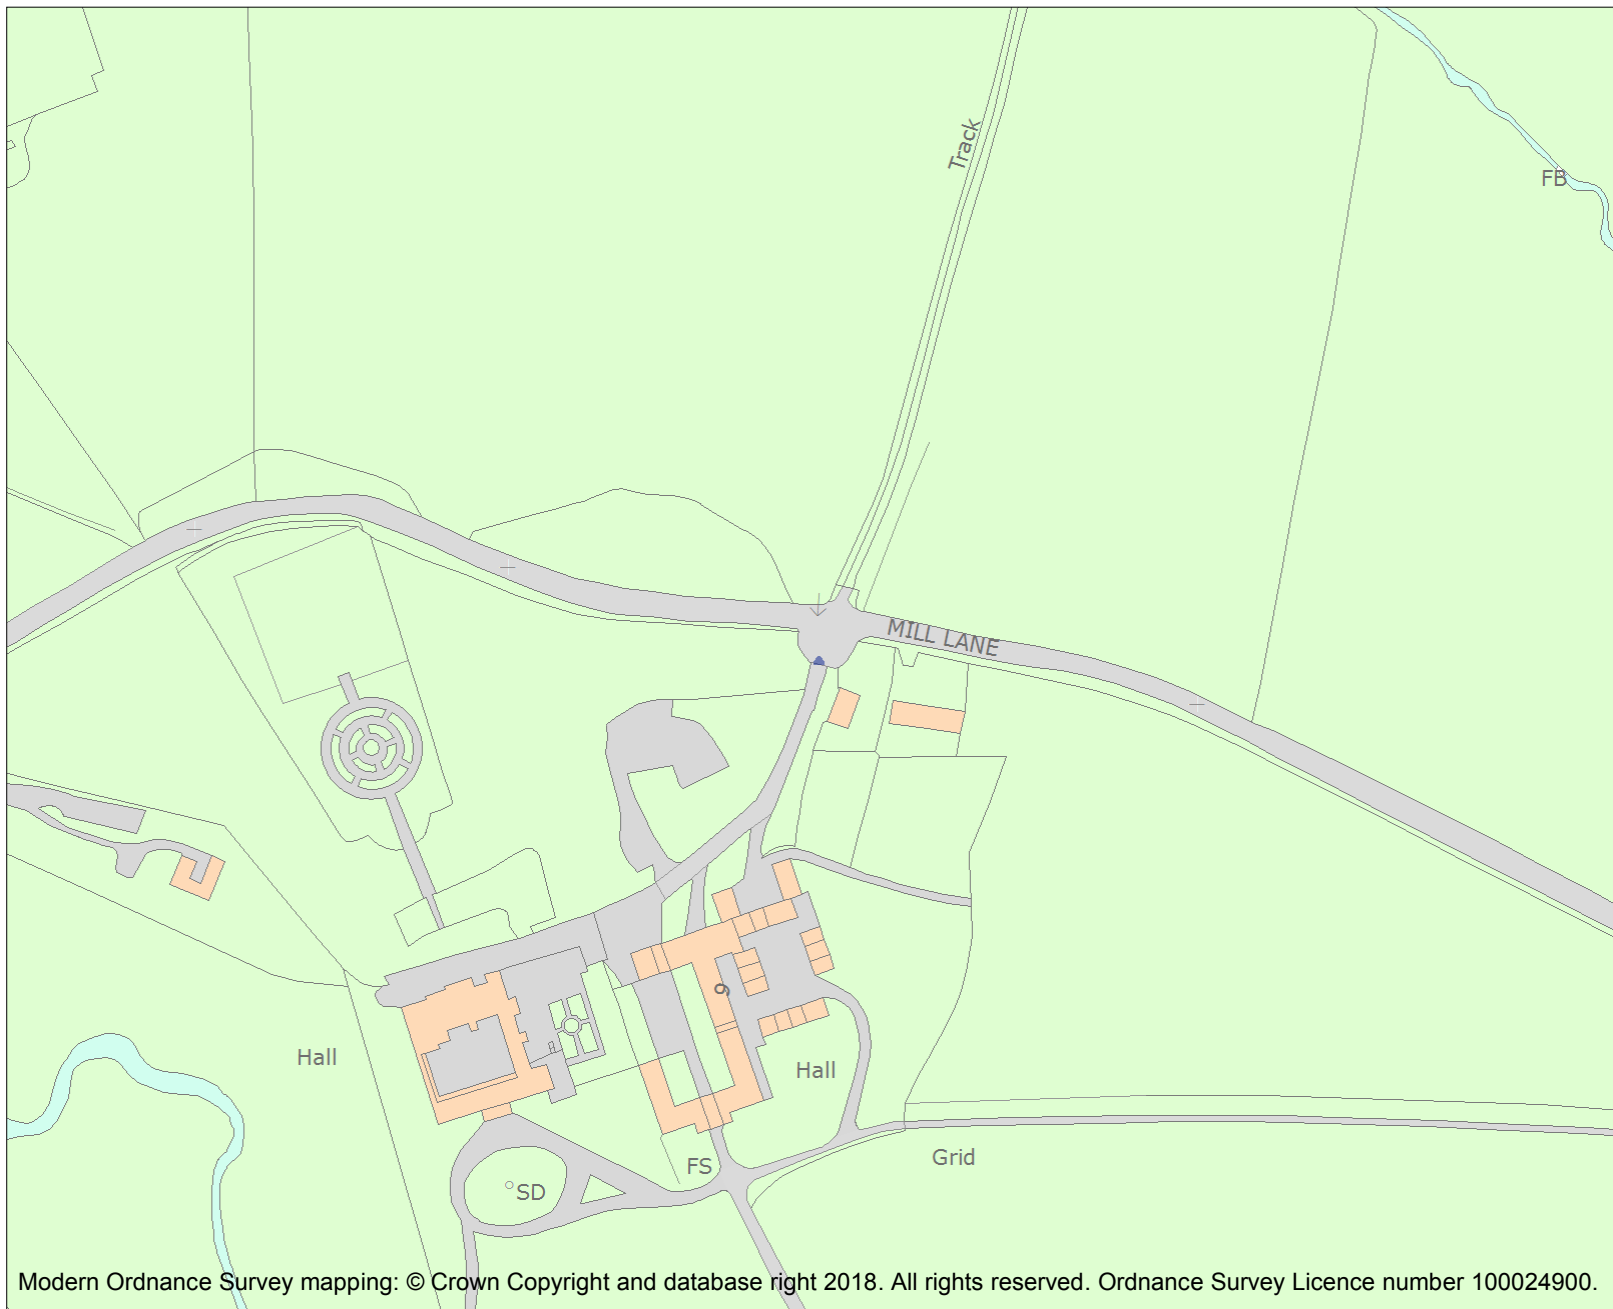 Track
FB
MILL LANE
9
Hall
Hall
Grid
FS
SD
Modern Ordnance Survey mapping: © Crown Copyright and database right 2018. All rights reserved. Ordnance Survey Licence number 100024900.